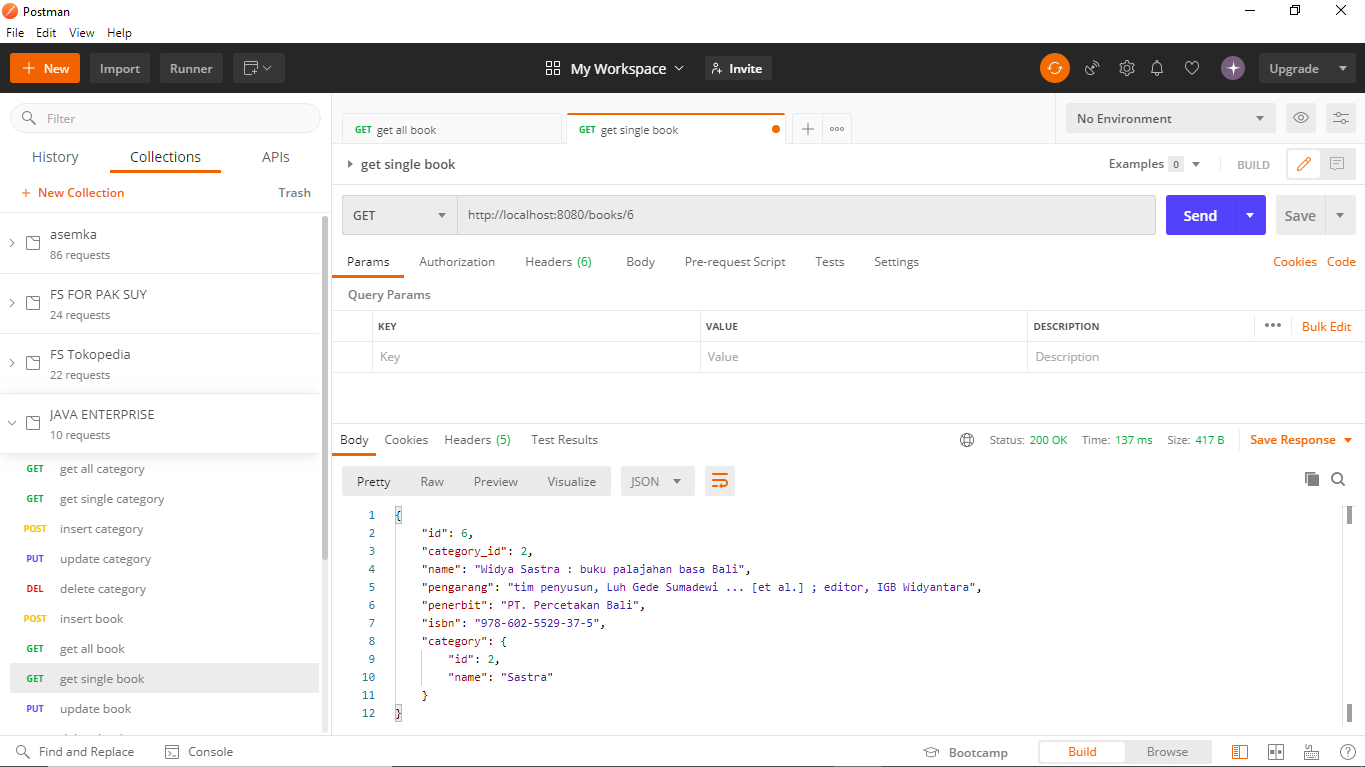 Postman
File Edit View Help
New Import Runner My Workspace Invite Upgrade
Filter
History Collections APIs
New Collection Trash
asemka
86 requests
FS FOR PAK SUY
24 requests
FS Tokopedia
22 requests
JAVA ENTERPRISE
10 requests
GET get all category
GET get single category
POST insert category
PUT update category
DEL delete category
POST insert book
GET get all book
GET get single book
PUT update book
GET get all book GET get single book No Environment
get single book Examples 0 BUILD
GET http://localhost:8080/books/6 Send Save
Params Authorization Headers (6) Body Pre-request Script Tests Settings Cookies Code
Query Params
KEY VALUE DESCRIPTION Bulk Edit
Key Value Description
Body Cookies Headers (5) Test Results Status: 200 OK Time: 137 ms Size: 417 B Save Response
Pretty Raw Preview Visualize JSON
1 {
2 "id": 6,
3 "category_id": 2,
4 "name": "Widya Sastra : buku palajahan basa Bali",
5 "pengarang": "tim penyusun, Luh Gede Sumadewi ... [et al.] ; editor, IGB Widyantara",
6 "penerbit": "PT. Percetakan Bali",
7 "isbn": "978-602-5529-37-5",
8 "category": {
9 "id": 2,
10 "name": "Sastra"
11 }
12 }
Find and Replace Console Bootcamp Build Browse